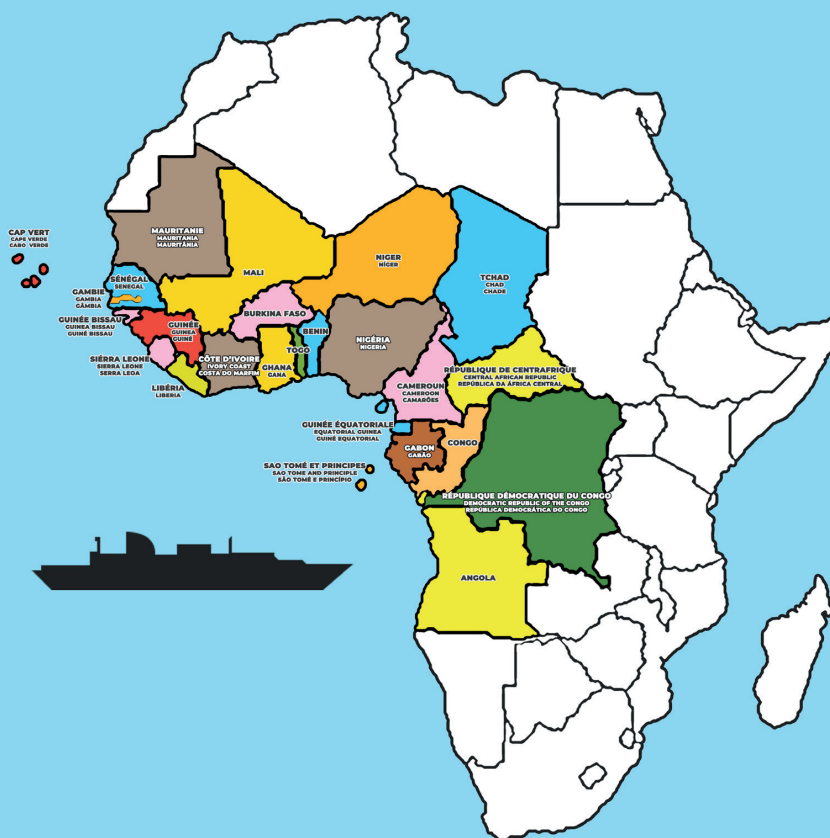 MAURITANIE
MAURITANIA
MAURITÂNIA
CAP VERT
CAPE VERDE
CABO VERDE
MALI
NIGER
NÍGER
TCHAD
CHAD
CHADE
SÉNÉGAL
SENEGAL
GAMBIE
GAMBIA
GÂMBIA
BURKINA FASO
GUINÉE BISSAU
GUINEA BISSAU
GUINÉ BISSAU
GUINÉE
GUINEA
GUINÉ
BENIN
NIGÉRIA
NIGERIA
TOGO
SIÉRRA LEONE
SIERRA LEONE
SERRA LEOA
CÔTE D'IVOIRE
IVORY COAST
COSTA DO MARFIM
GHANA
GANA
LIBÉRIA
LIBERIA
RÉPUBLIQUE DE CENTRAFRIQUE
CENTRAL AFRICAN REPUBLIC
REPÚBLICA DA ÁFRICA CENTRAL
CAMEROUN
CAMEROON
CAMARÕES
GUINÉE ÉQUATORIALE
EQUATORIAL GUINEA
GUINÉ EQUATORIAL
GABON
GABÃO
CONGO
SAO TOMÉ ET PRINCIPES
SAO TOME AND PRINCIPLE
SÃO TOMÉ E PRINCÍPIO
RÉPUBLIQUE DÉMOCRATIQUE DU CONGO
DEMOCRATIC REPUBLIC OF THE CONGO
REPÚBLICA DEMOCRÁTICA DO CONGO
ANGOLA